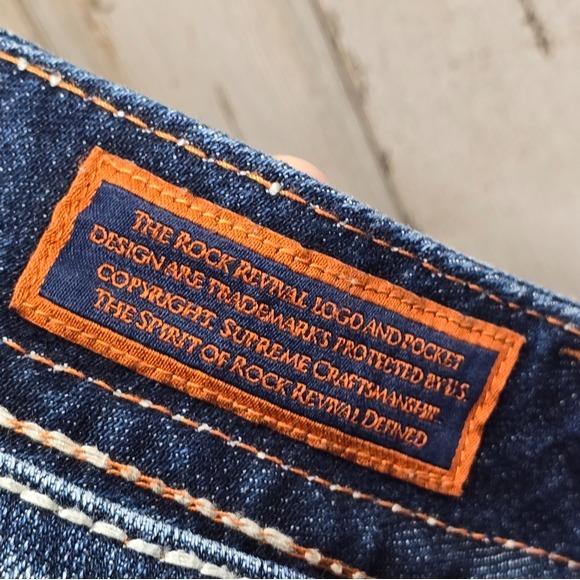 THE ROCK REVIVAL LOGO AND POCKET
DESIGN ARE TRADEMARKS PROTECTED BY U.S.
COPYRIGHT. SUPREME CRAFTSMANSHIP.
THE SPIRIT OF ROCK REVIVAL DEFINED